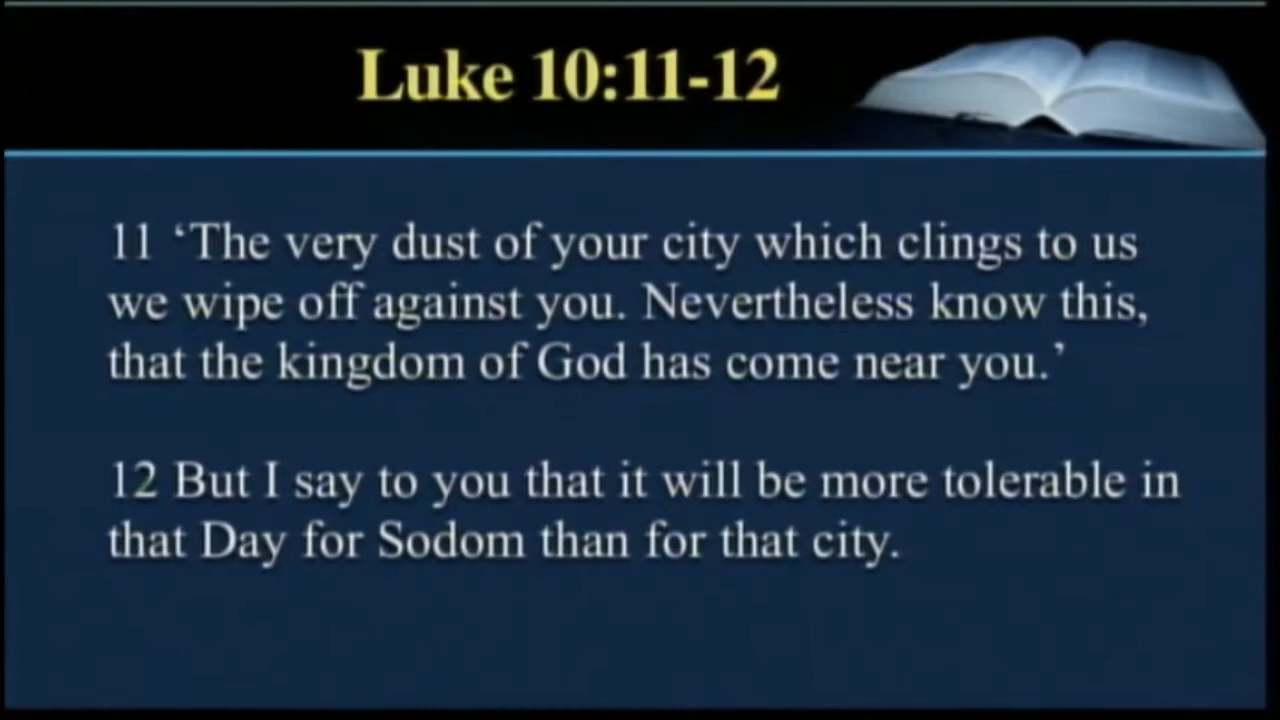 Luke 10:11-12
11 ‘The very dust of your city which clings to us
we wipe off against you. Nevertheless know this,
that the kingdom of God has come near you.’
12 But I say to you that it will be more tolerable in
that Day for Sodom than for that city.